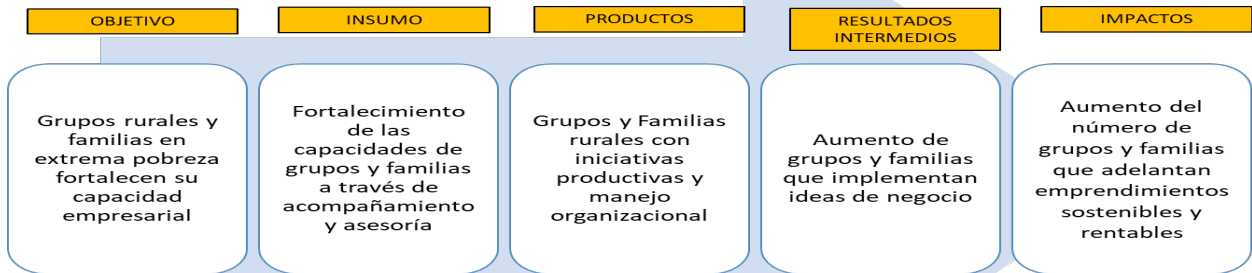 OBJETIVO
INSUMO
PRODUCTOS
RESULTADOS
INTERMEDIOS
IMPACTOS
Grupos rurales y
familias en
extrema pobreza
fortalecen su
capacidad
empresarial
Fortalecimiento
de las
capacidades de
grupos y familias
a través de
acompañamiento
y asesoría
Grupos y Familias
rurales con
iniciativas
productivas y
manejo
organizacional
Aumento de
grupos y familias
que implementan
ideas de negocio
Aumento del
número de
grupos y familias
que adelantan
emprendimientos
sostenibles y
rentables